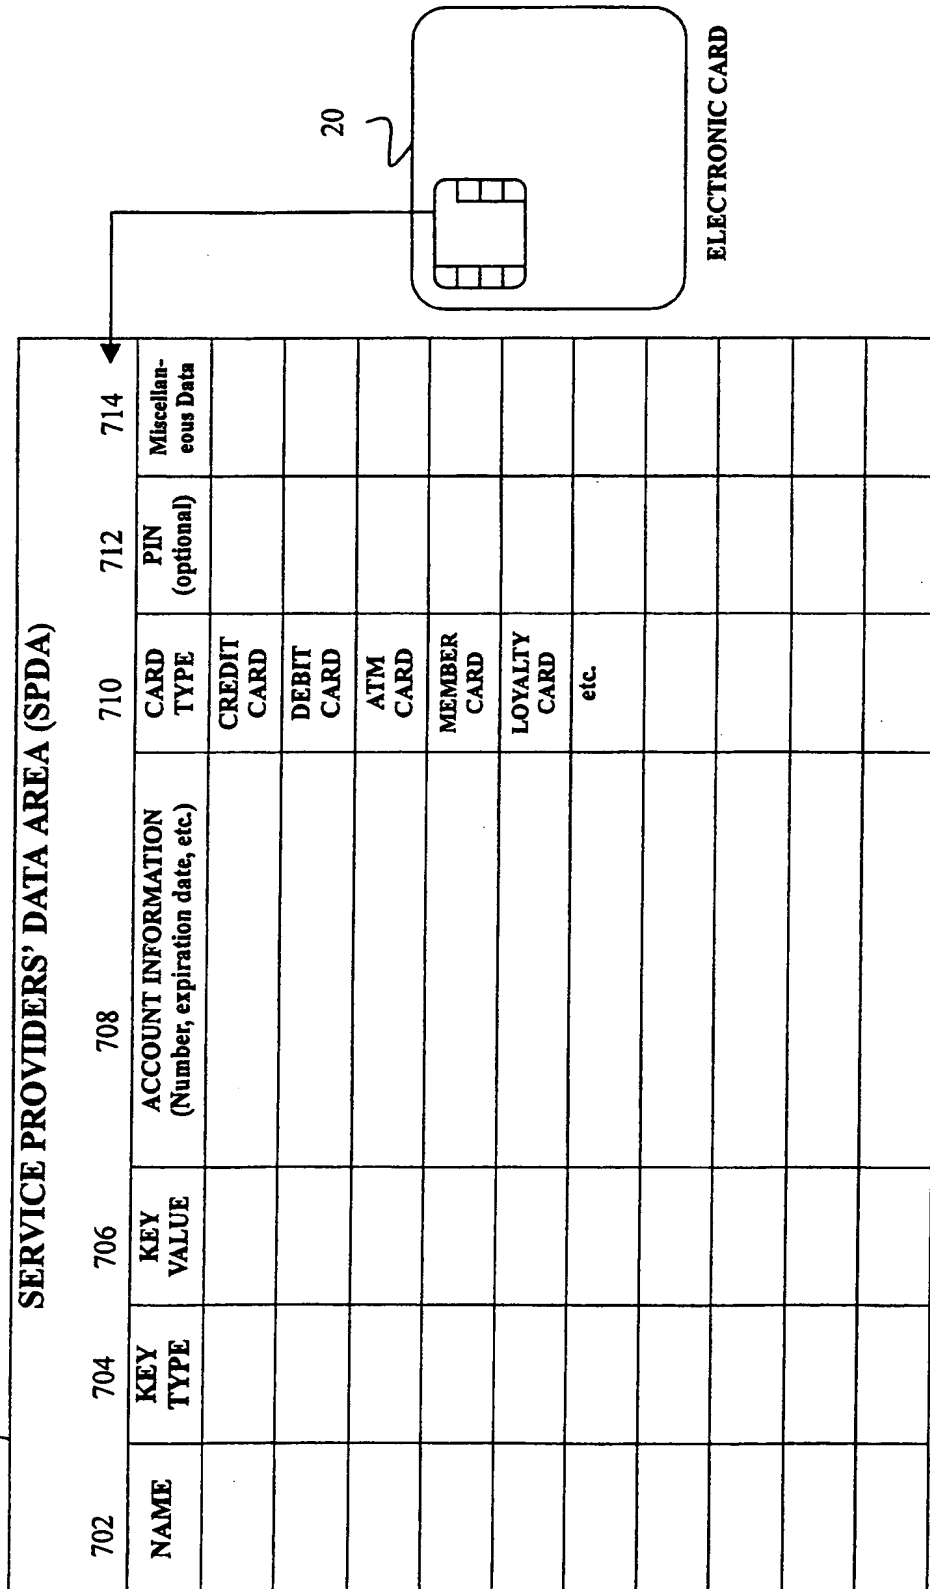 SERVICE PROVIDERS' DATA AREA (SPDA)
702 704 706 708 710 712 714
NAME
KEY
TYPE
KEY
VALUE
ACCOUNT INFORMATION
(Number, expiration date, etc.)
CARD
TYPE
PIN
(optional)
Miscellan-
eous Data
CREDIT
CARD
DEBIT
CARD
ATM
CARD
MEMBER
CARD
LOYALTY
CARD
etc.
20
ELECTRONIC CARD